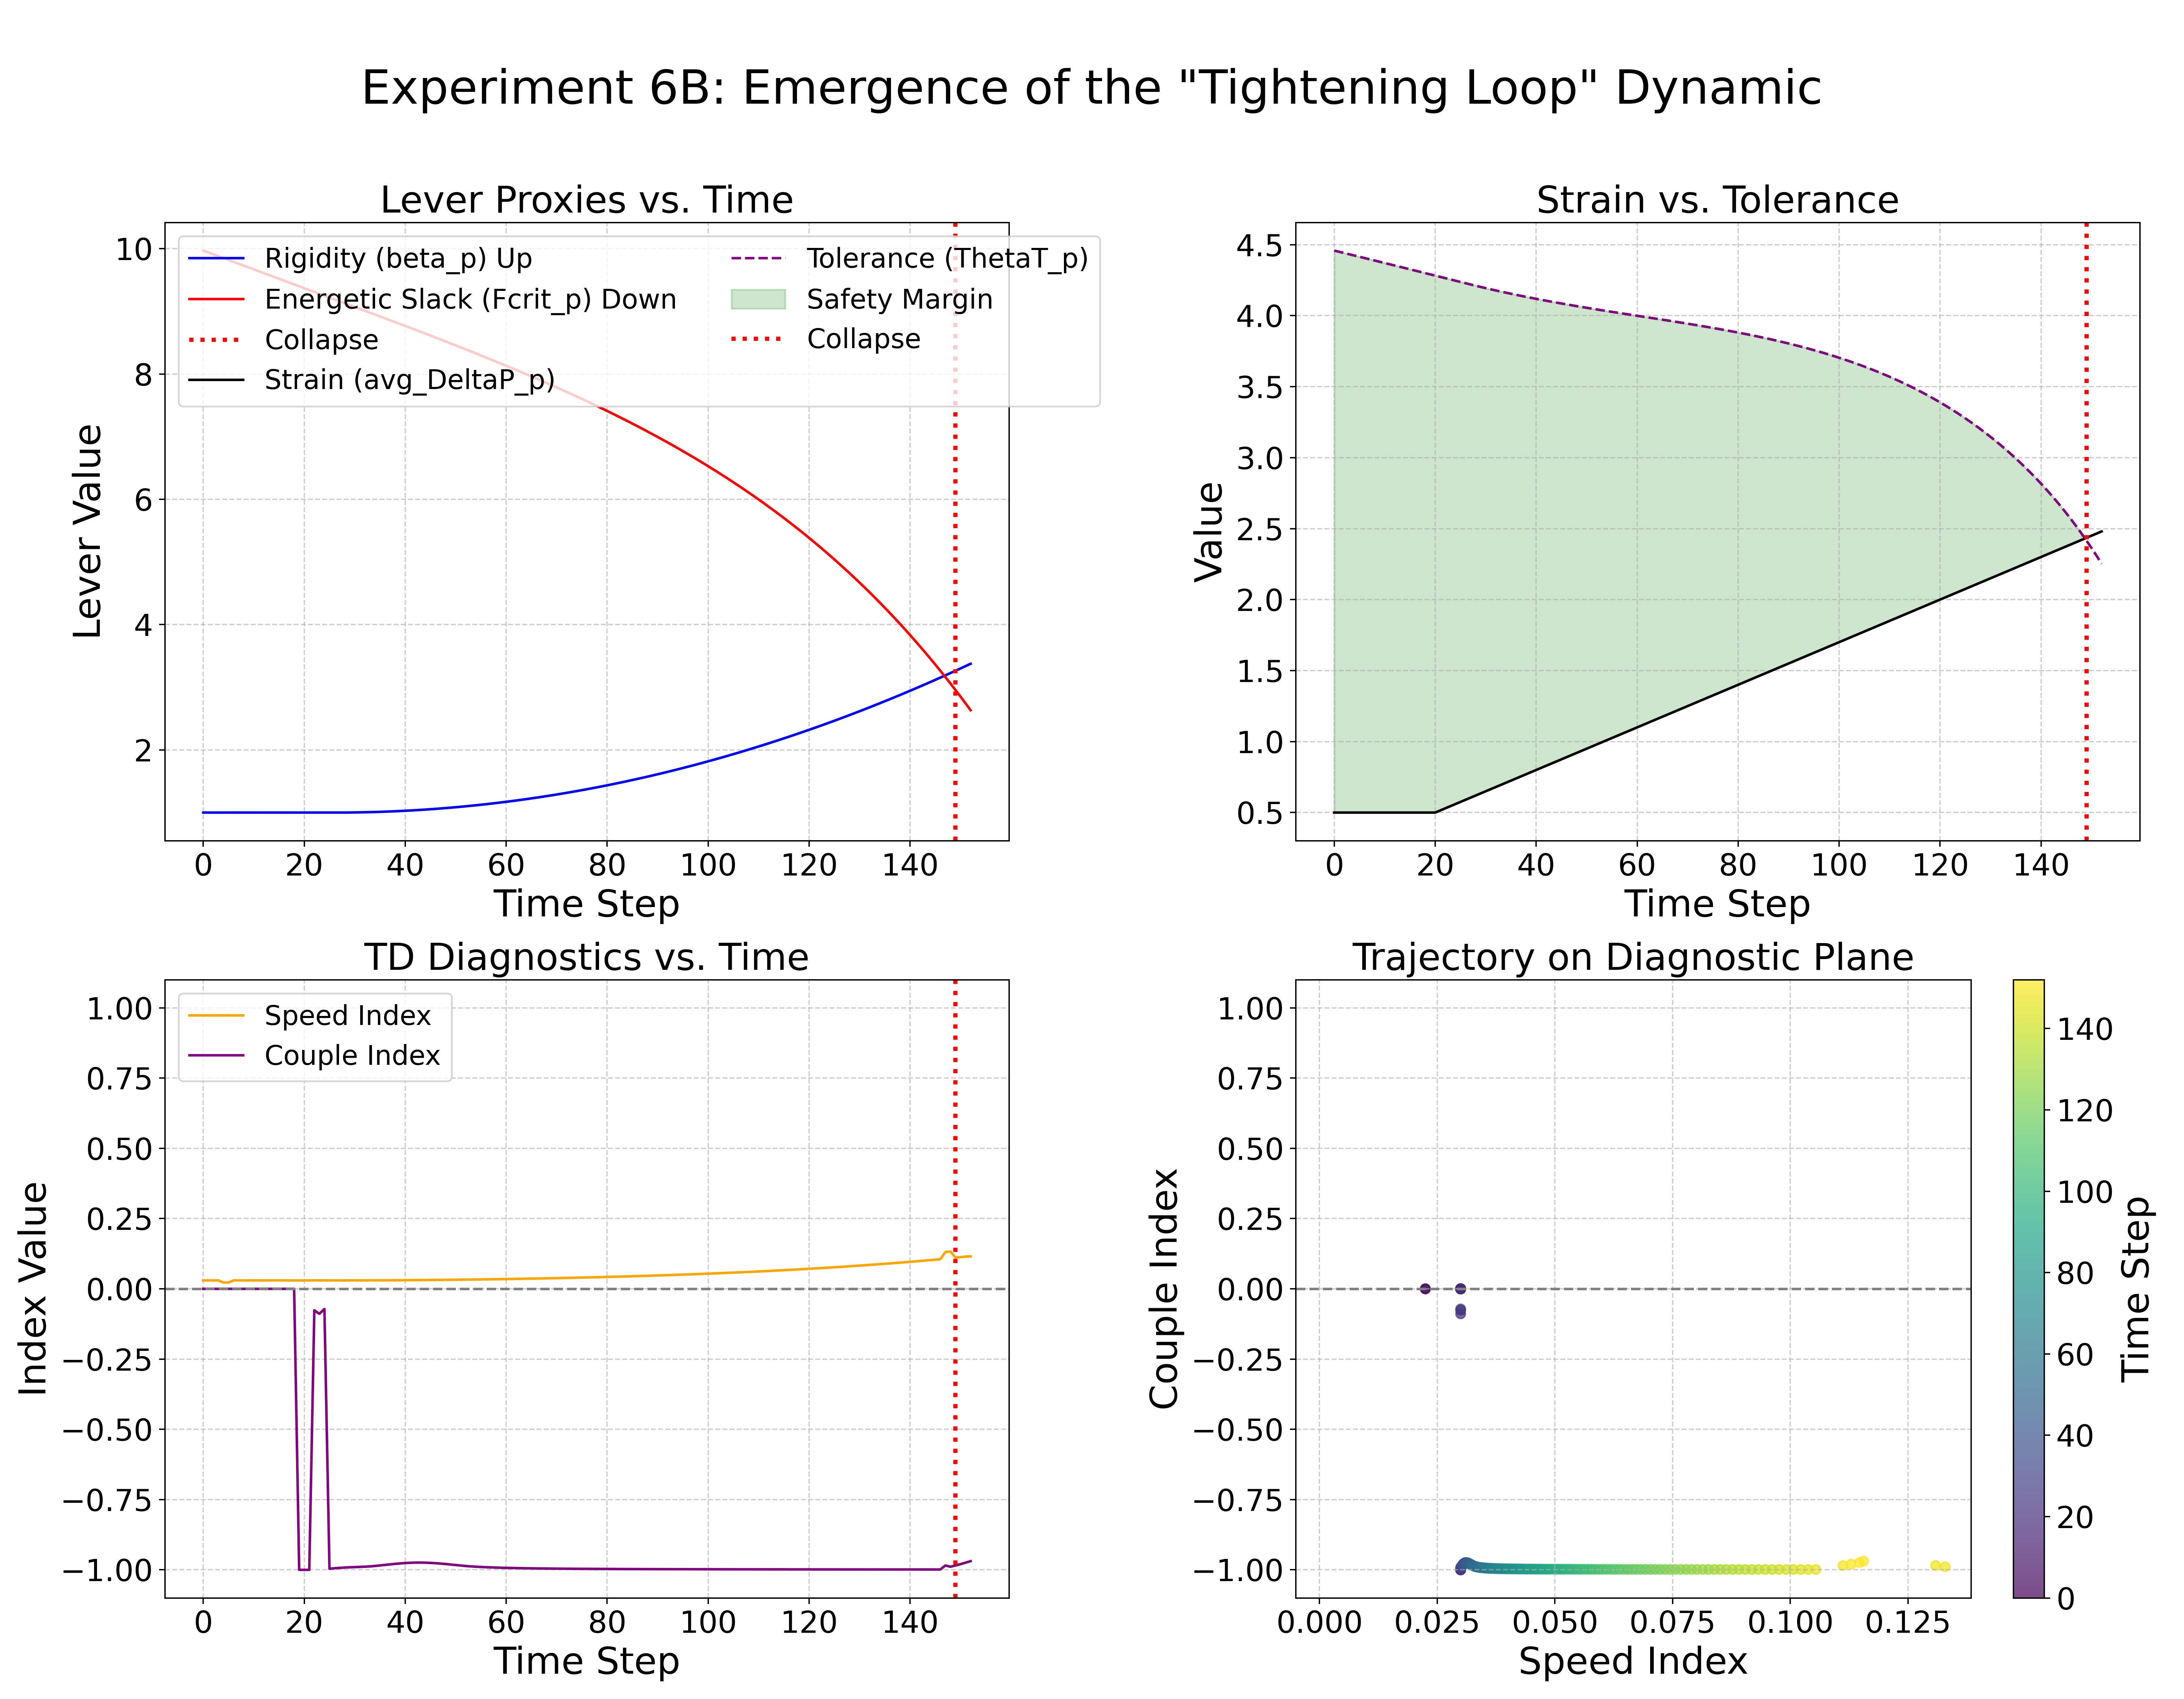 Experiment 6B: Emergence of the "Tightening Loop" Dynamic
Lever Proxies vs. Time
Lever Value
10
8
6
4
2
Rigidity (beta_p) Up
Energetic Slack (Fcrit_p) Down
Collapse
Strain (avg_DeltaP_p)
Tolerance (ThetaT_p)
Safety Margin
Collapse
0 20 40 60 80 100 120 140
Time Step
Strain vs. Tolerance
Value
4.5
4.0
3.5
3.0
2.5
2.0
1.5
1.0
0.5
0 20 40 60 80 100 120 140
Time Step
TD Diagnostics vs. Time
Index Value
1.00
0.75
0.50
0.25
0.00
−0.25
−0.50
−0.75
−1.00
Speed Index
Couple Index
0 20 40 60 80 100 120 140
Time Step
Trajectory on Diagnostic Plane
Couple Index
1.00
0.75
0.50
0.25
0.00
−0.25
−0.50
−0.75
−1.00
0.000 0.025 0.050 0.075 0.100 0.125
Speed Index
140
120
100
80
60
40
20
0
Time Step